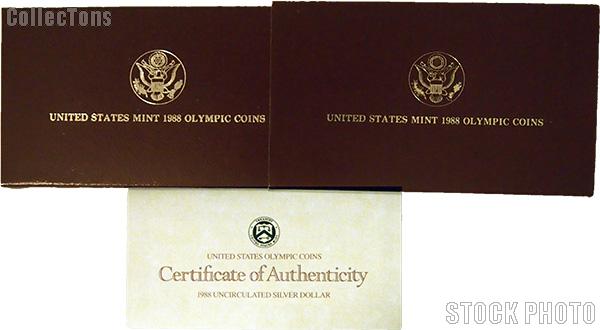 CollecTons
UNITED STATES MINT 1988 OLYMPIC COINS
UNITED STATES MINT 1988 OLYMPIC COINS
UNITED STATES OLYMPIC COINS
Certificate of Authenticity
1988 UNCIRCULATED SILVER DOLLAR
STOCK PHOTO